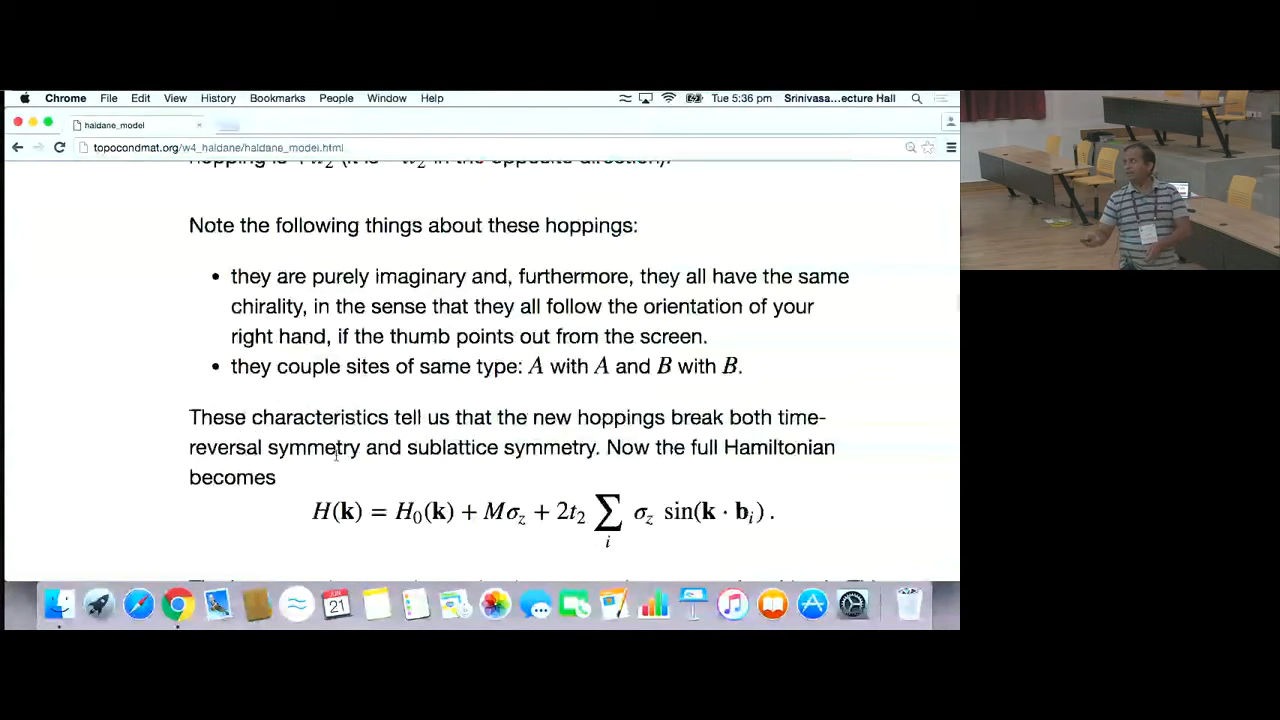 Chrome File Edit View History Bookmarks People Window Help Tue 5:36 pm Srinivasa...ecture Hall
haldane_model
topocondmat.org/w4_haldane/haldane_model.html
Note the following things about these hoppings:
• they are purely imaginary and, furthermore, they all have the same
chirality, in the sense that they all follow the orientation of your
right hand, if the thumb points out from the screen.
• they couple sites of same type: A with A and B with B.
These characteristics tell us that the new hoppings break both time-
reversal symmetry and sublattice symmetry. Now the full Hamiltonian
becomes
H(k) = H₀(k) + Mσ_z + 2t₂ ∑_i σ_z sin(k · b_i) .
JUN
21